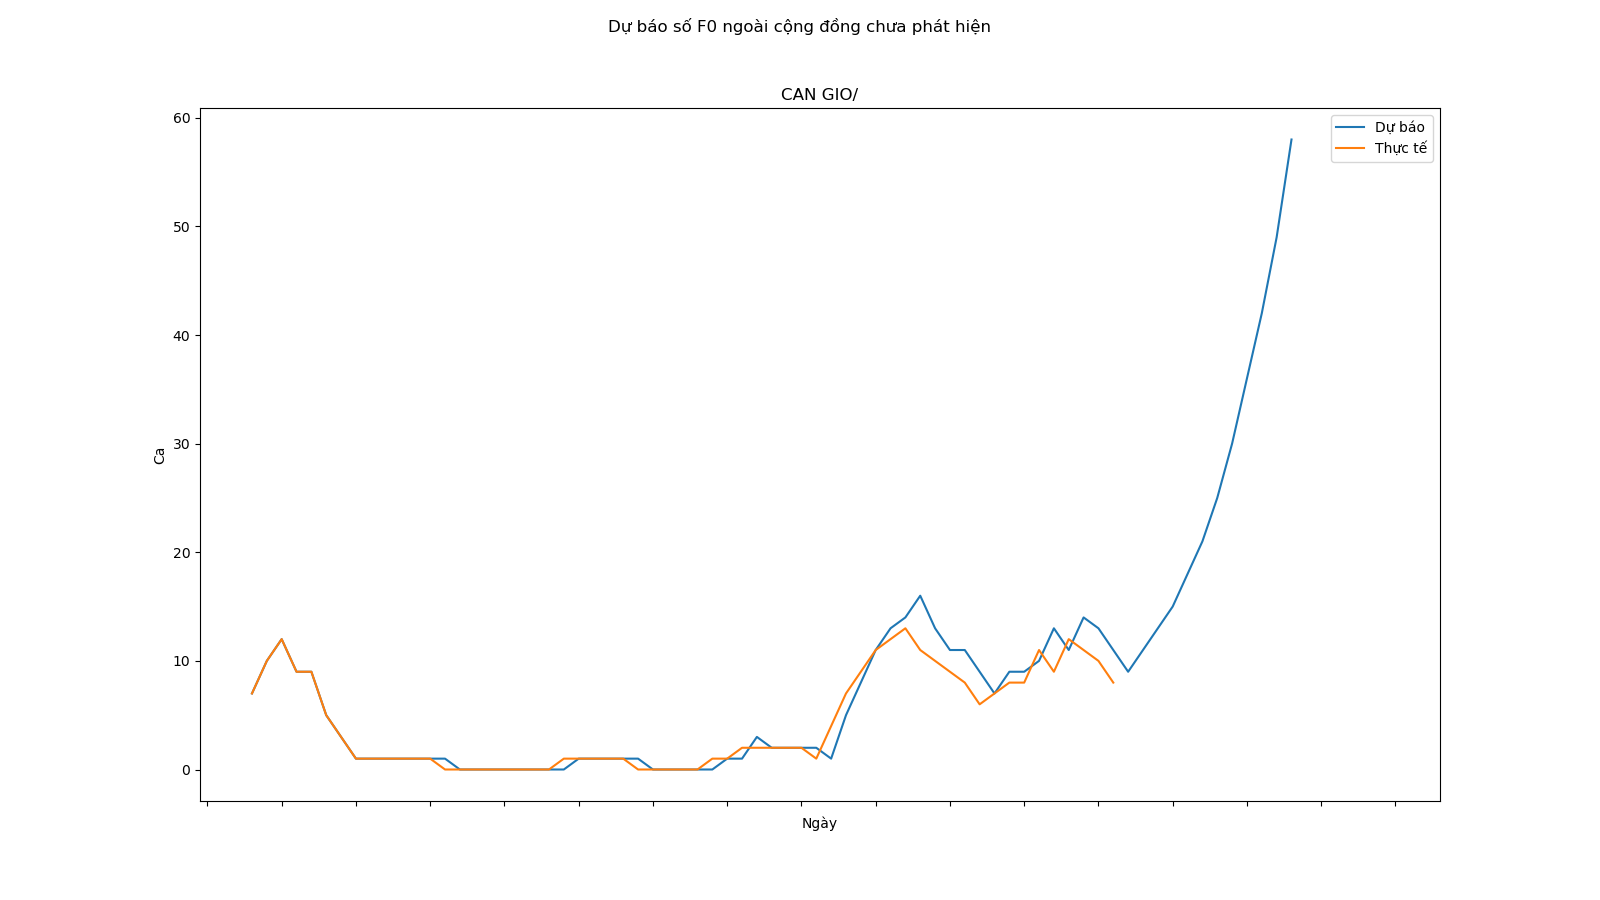 Dự báo số F0 ngoài cộng đồng chưa phát hiện
CAN GIO/
Dự báo
Thực tế
60
50
40
30
20
10
0
Ca
Ngày